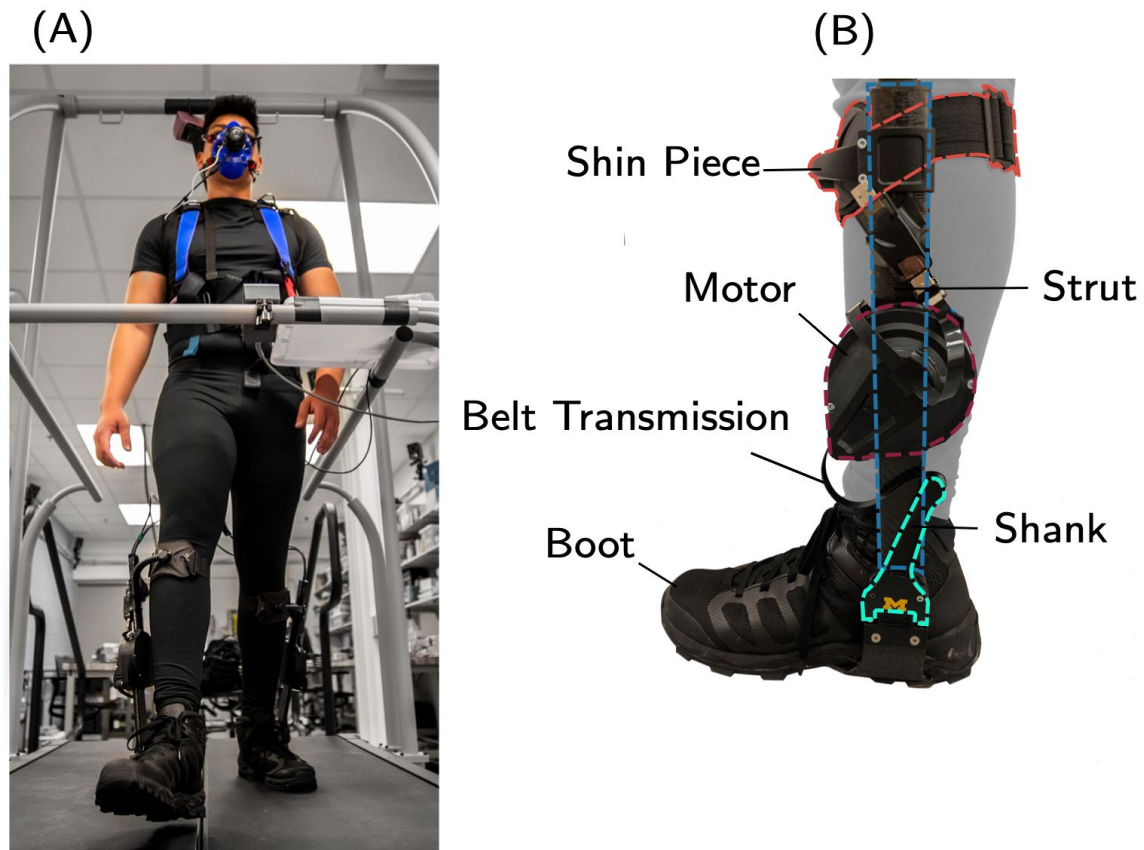 (A)
(B)
Shin Piece
Motor
Strut
Belt Transmission
Boot
Shank
M